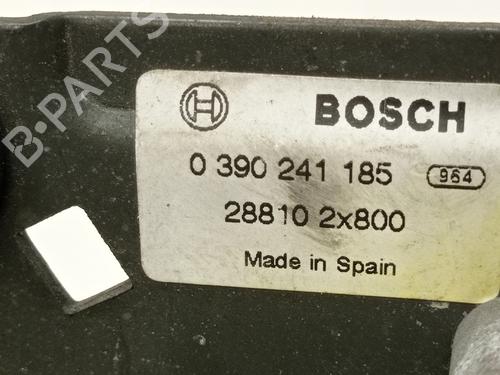 B-PARTS
BOSCH
0 390 241 185 964
28810 2x800
Made in Spain